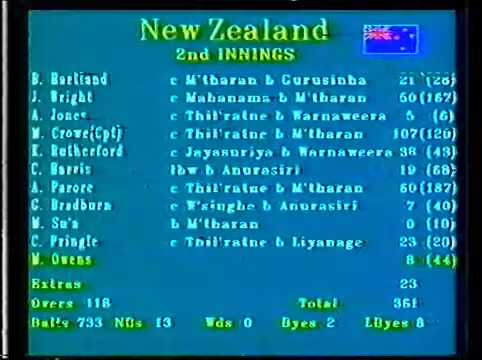 New Zealand
2nd INNINGS
B. Hartland c M'tharan b Gurusinha 21 (28)
J. Wright c Mahanama b M'tharan 50 (167)
A. Jones c Thil'ratne b Warnaweera 5 (6)
M. Crowe(Cpt) c Thil'ratne b M'tharan 107(129)
K. Rutherford c Jayasuriya b Warnaweera 38 (43)
C. Harris lbw b Anurasiri 19 (68)
A. Parore c Thil'ratne b M'tharan 60(187)
G. Bradburn c W'singhe b Anurasiri 7 (40)
M. Su'a b M'tharan 0 (10)
C. Pringle c Thil'ratne b Liyanage 23 (20)
M. Owens 8 (44)
Extras 23
Overs 118 Total 361
Balls 733 NBs 13 Wds 0 Byes 2 LByes 8